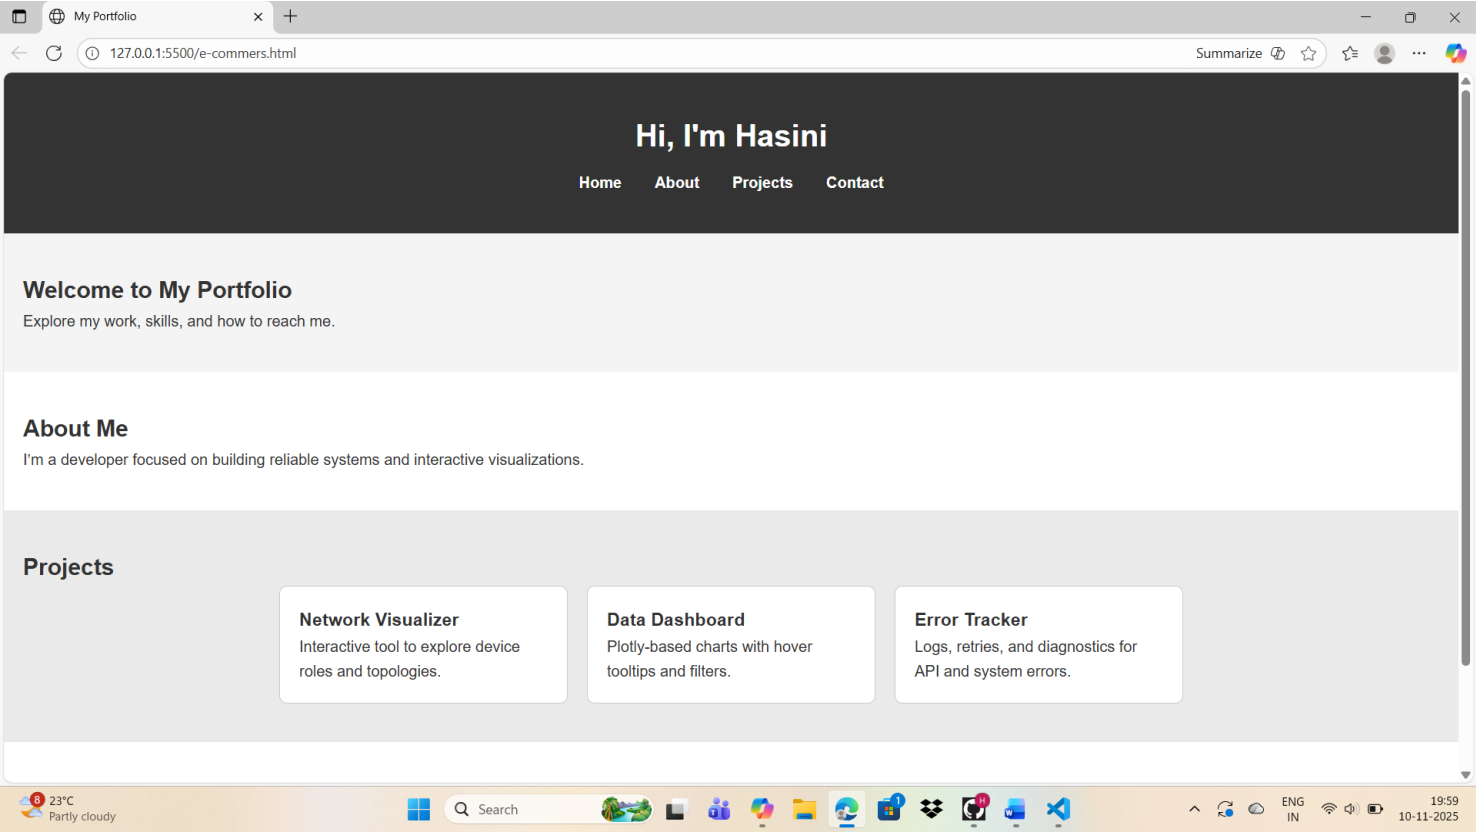 My Portfolio
127.0.0.1:5500/e-commers.html
Summarize
Hi, I'm Hasini
Home About Projects Contact
Welcome to My Portfolio
Explore my work, skills, and how to reach me.
About Me
I'm a developer focused on building reliable systems and interactive visualizations.
Projects
Network Visualizer
Interactive tool to explore device
roles and topologies.
Data Dashboard
Plotly-based charts with hover
tooltips and filters.
Error Tracker
Logs, retries, and diagnostics for
API and system errors.
8
23°C
Partly cloudy
Search
T
1
H
W
ENG
IN
19:59
10-11-2025